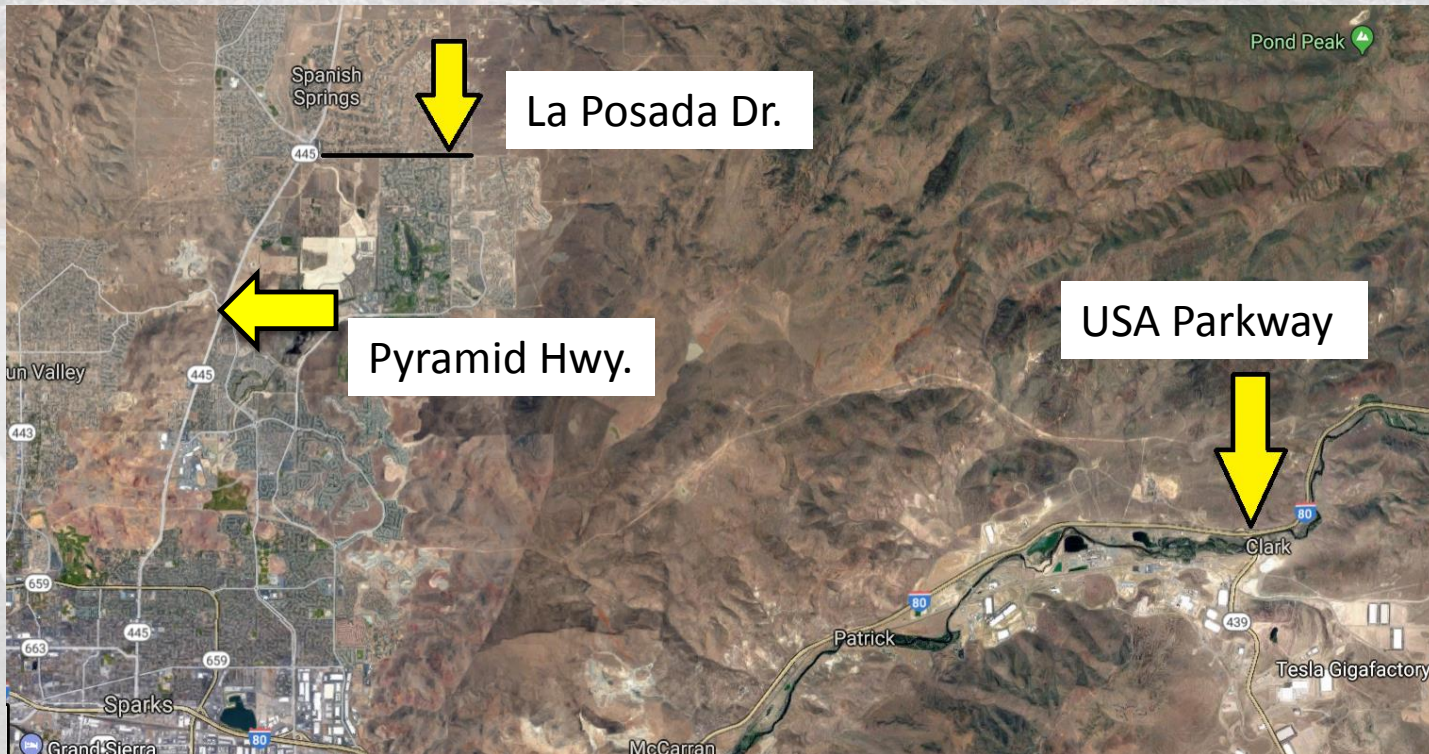 Pond Peak
Spanish
Springs
La Posada Dr.
445
USA Parkway
Pyramid Hwy.
un Valley
445
443
80
Clark
659
80
439
445
Patrick
663
659
Tesla Gigafactory
Sparks
80
Grand Sierra
McCarran